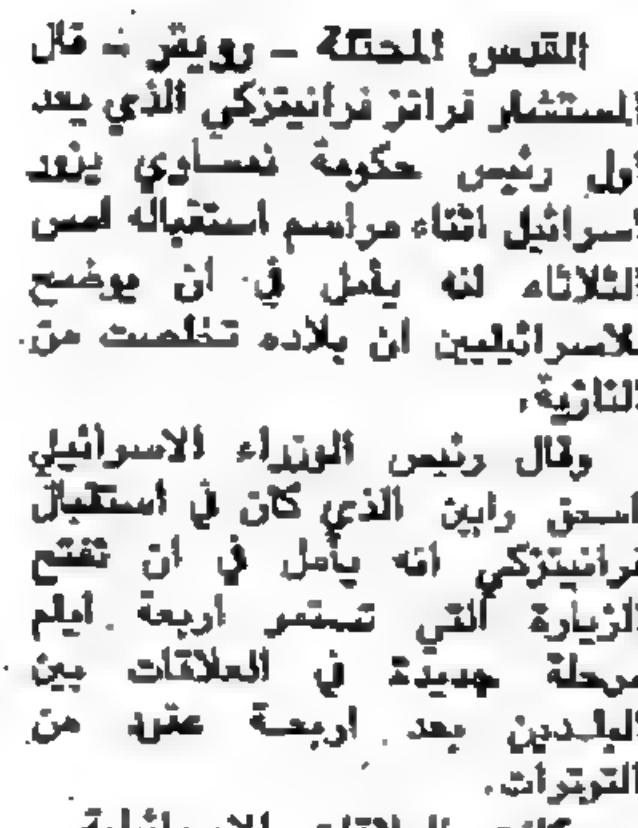 القدس المحتلة - رويتر - قال
المستشار فرانز فرانيتزكي الذي يعد
اول رئيس حكومة نمساوي يزور
اسرائيل اثناء مراسم استقباله امس
الثلاثاء انه يأمل في ان يوضح
للاسرائيليين ان بلاده تخلصت من
النازية.
وقال رئيس الوزراء الاسرائيلي
اسحق رابين الذي كان في استقبال
فرانيتزكي انه يأمل في ان تفتح
الزيارة التي تستمر اربعة ايام
مرحلة جديدة في العلاقات بين
البلدين بعد اربعة عقود من
التوترات.